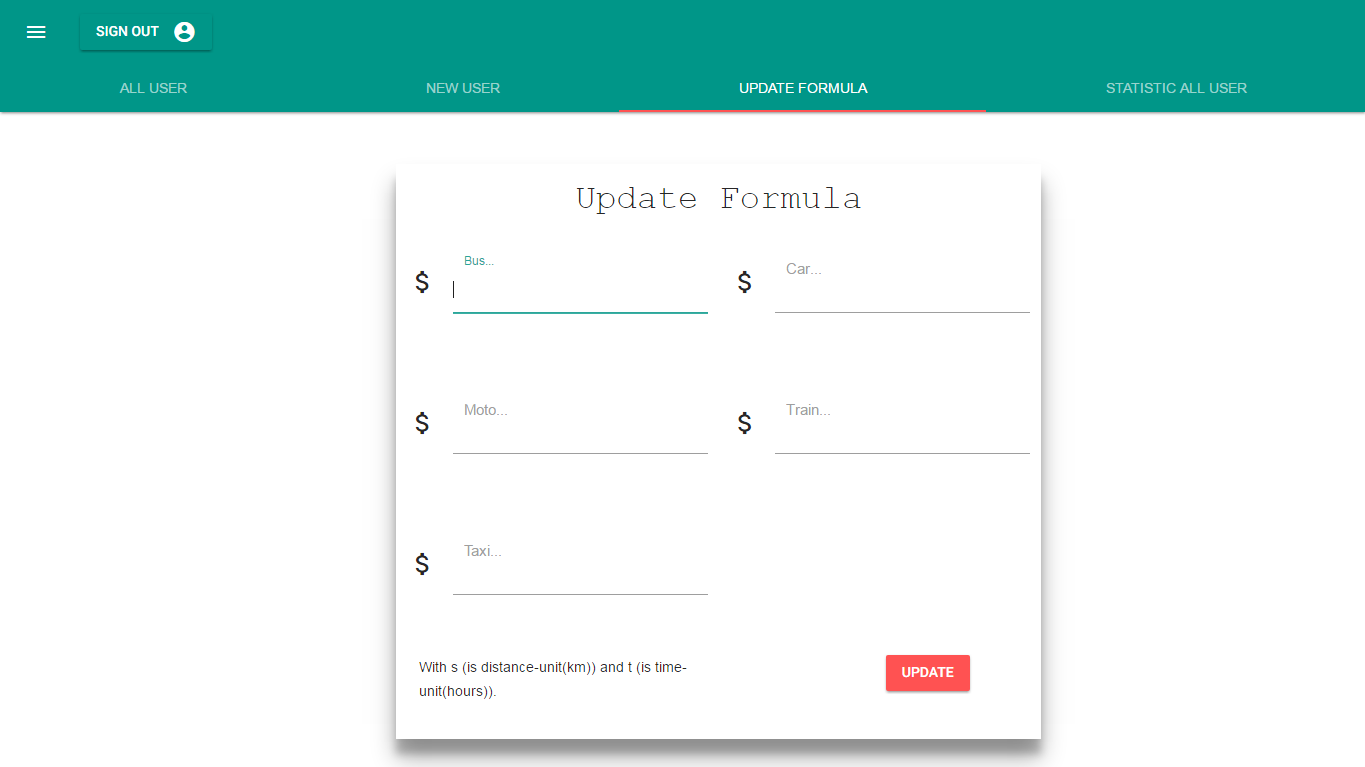 SIGN OUT
ALL USER
NEW USER
UPDATE FORMULA
STATISTIC ALL USER
Update Formula
$ Bus...
$ Car...
$ Moto...
$ Train...
$ Taxi...
With s (is distance-unit(km)) and t (is time-
unit(hours)).
UPDATE